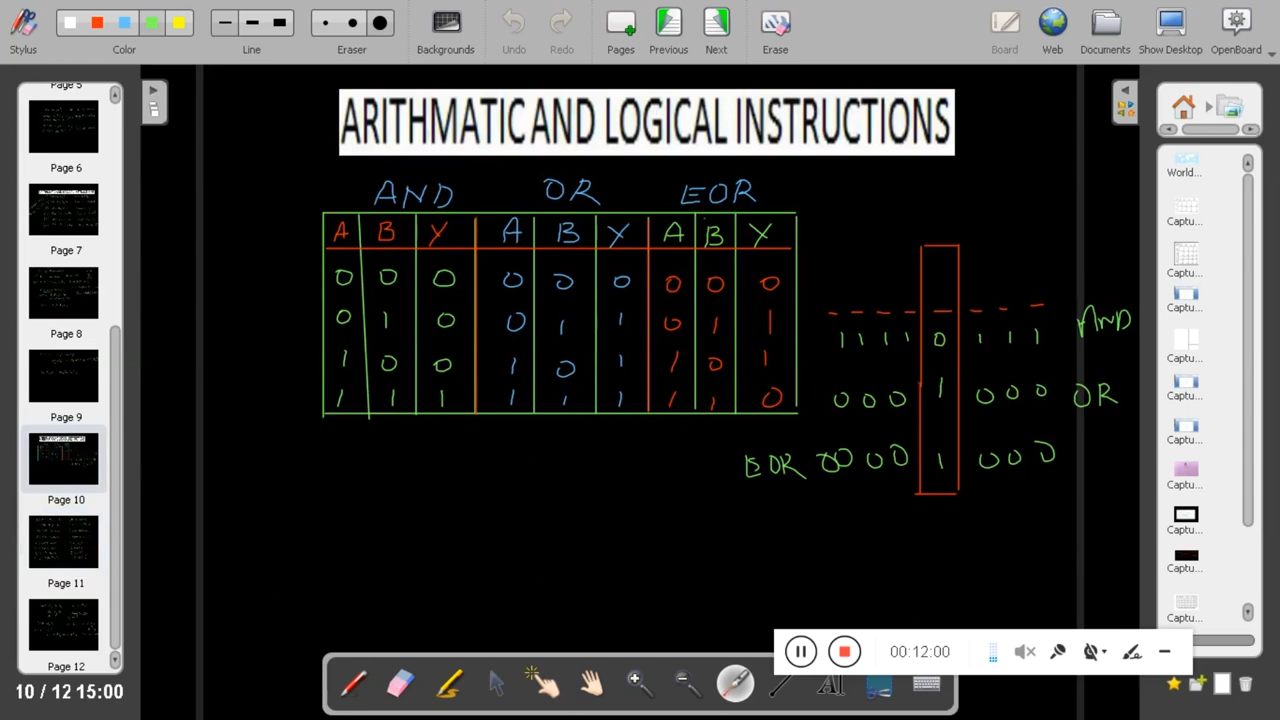 Stylus
Color
Line
Eraser
Backgrounds
Undo
Redo
Pages
Previous
Next
Erase
Board
Web
Documents
Show Desktop
OpenBoard
Page 5
Page 6
Page 7
Page 8
Page 9
Page 10
Page 11
Page 12
10 / 12 15:00
ARITHMATIC AND LOGICAL INSTRUCTIONS
AND OR EOR
A B Y A B Y A B Y
0 0 0 0 0 0 0 0 0
0 1 0 0 1 1 0 1 1
1 0 0 1 0 1 1 0 1
1 1 1 1 1 1 1 1 0
- - - - - - - -
1 1 1 1 0 1 1 1 AND
0 0 0 1 0 0 0 OR
EOR 0 0 0 0 1 0 0 0
World...
Captu...
Captu...
Captu...
Captu...
Captu...
Captu...
Captu...
Captu...
Captu...
Captu...
00:12:00